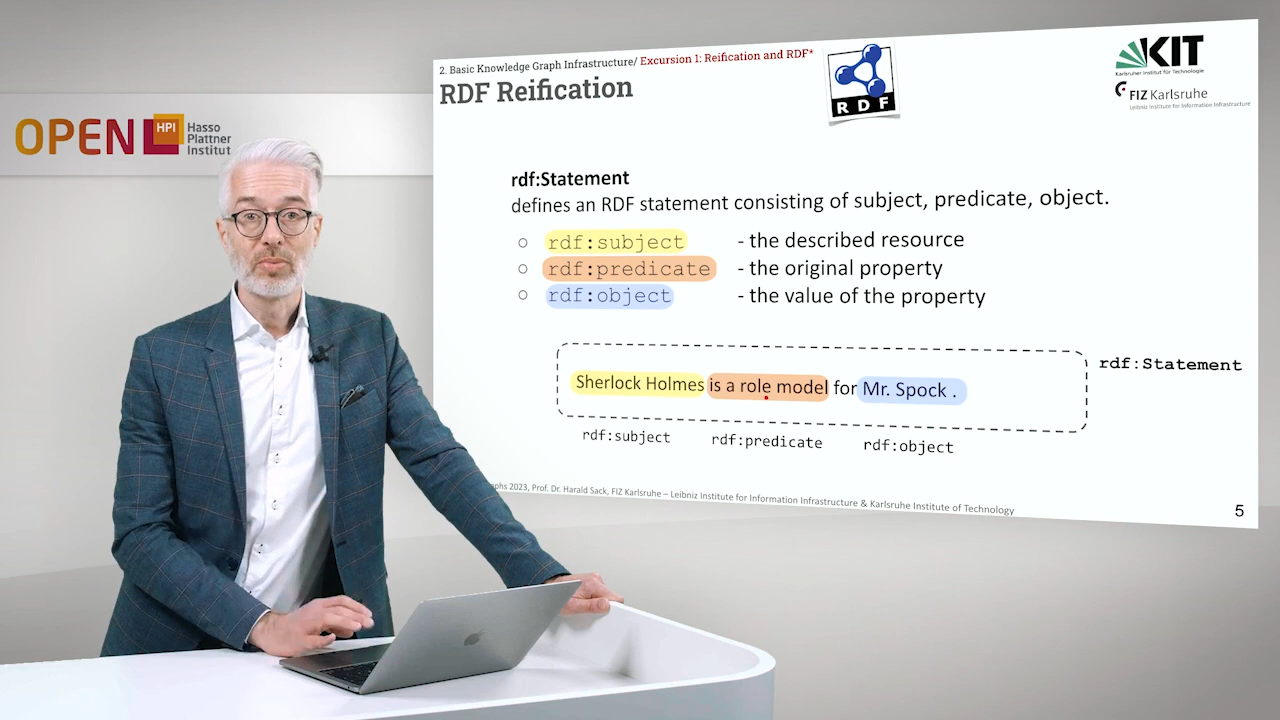 2. Basic Knowledge Graph Infrastructure/ Excursion 1: Reification and RDF*
RDF Reification
RDF
KIT
Karlsruher Institut für Technologie
FIZ Karlsruhe
Leibniz Institute for Information Infrastructure
OPEN HPI Hasso
Plattner
Institut
rdf:Statement
defines an RDF statement consisting of subject, predicate, object.
○ rdf:subject - the described resource
○ rdf:predicate - the original property
○ rdf:object - the value of the property
rdf:Statement
Sherlock Holmes is a role model for Mr. Spock .
rdf:subject rdf:predicate rdf:object
2023, Prof. Dr. Harald Sack, FIZ Karlsruhe – Leibniz Institute for Information Infrastructure & Karlsruhe Institute of Technology
5